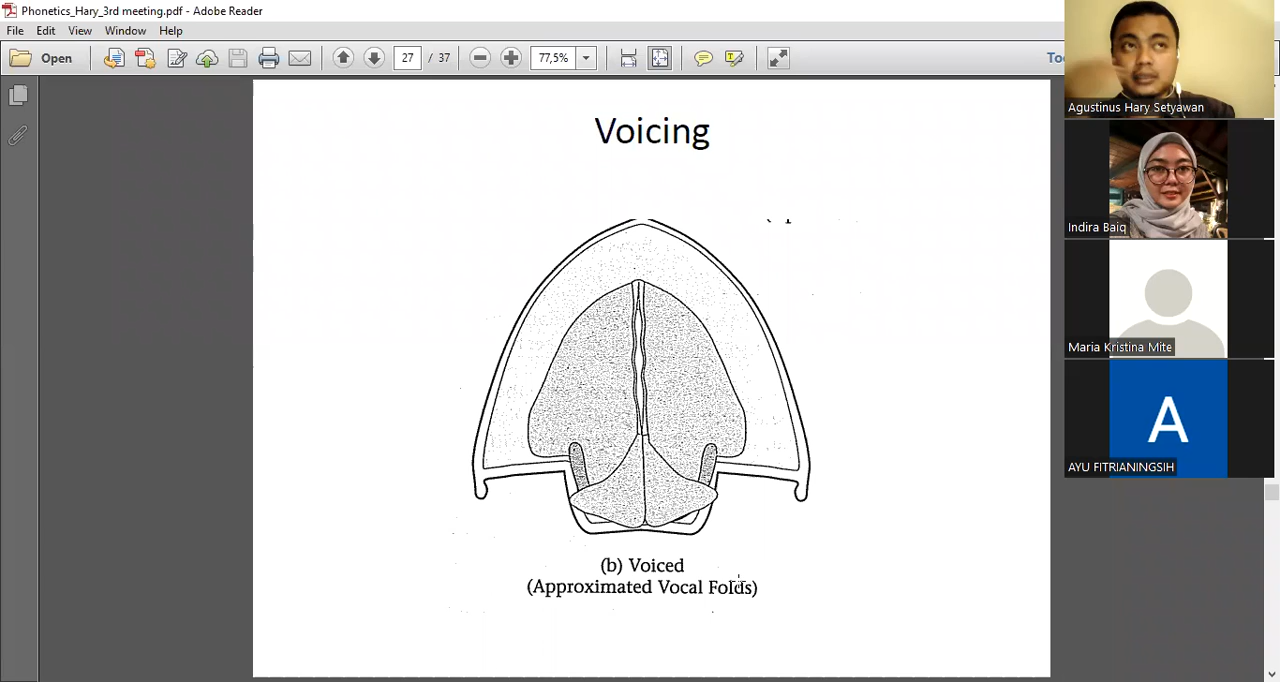 Phonetics_Hary_3rd meeting.pdf - Adobe Reader
File Edit View Window Help
Open 27 / 37 77,5%
Voicing
(b) Voiced
(Approximated Vocal Folds)
Agustinus Hary Setyawan
Indira Baiq
Maria Kristina Mite
A
AYU FITRIANINGSIH